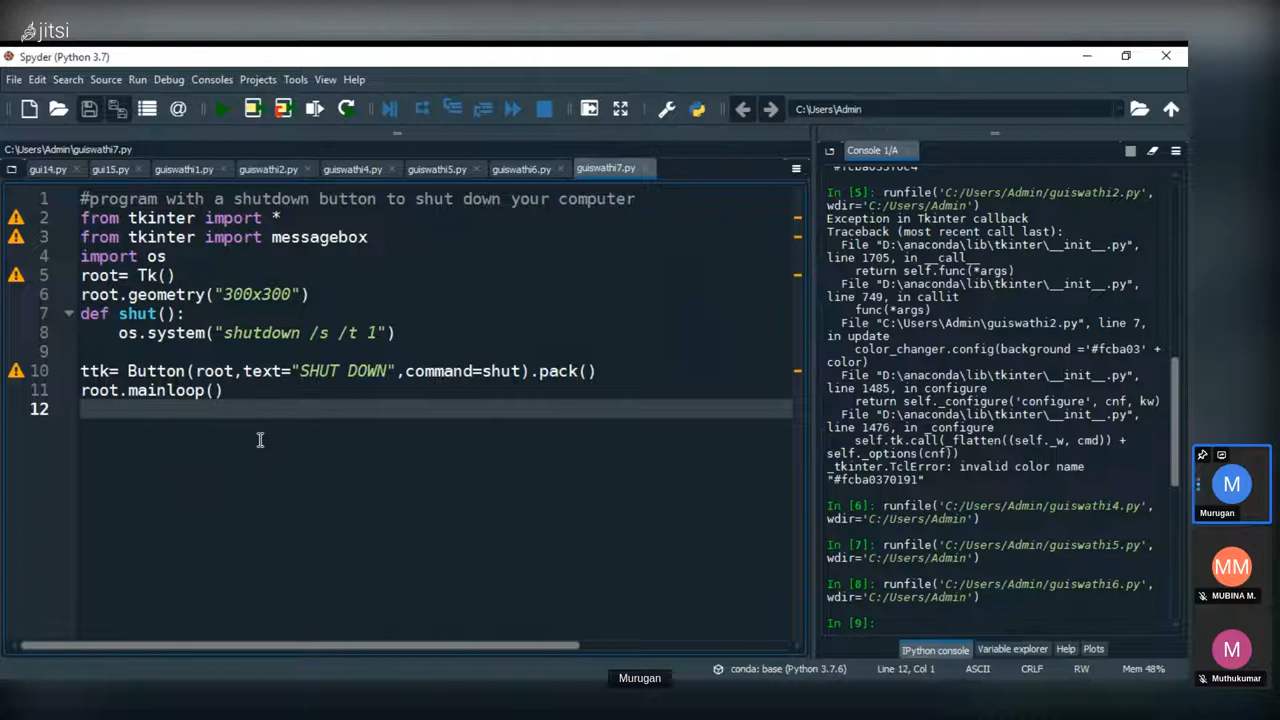 jitsi
Spyder (Python 3.7)
File Edit Search Source Run Debug Consoles Projects Tools View Help
C:\Users\Admin
C:\Users\Admin\guiswathi7.py
gui14.py gui15.py guiswathi1.py guiswathi2.py guiswathi4.py guiswathi5.py guiswathi6.py guiswathi7.py
1 #program with a shutdown button to shut down your computer
2 from tkinter import *
3 from tkinter import messagebox
4 import os
5 root= Tk()
6 root.geometry("300x300")
7 def shut():
8 os.system("shutdown /s /t 1")
9
10 ttk= Button(root,text="SHUT DOWN",command=shut).pack()
11 root.mainloop()
12
Console 1/A
In [5]: runfile('C:/Users/Admin/guiswathi2.py',
wdir='C:/Users/Admin')
Exception in Tkinter callback
Traceback (most recent call last):
File "D:\anaconda\lib\tkinter\__init__.py",
line 1705, in __call__
return self.func(*args)
File "D:\anaconda\lib\tkinter\__init__.py",
line 749, in callit
func(*args)
File "C:\Users\Admin\guiswathi2.py", line 7,
in update
color_changer.config(background ='#fcba03' +
color)
File "D:\anaconda\lib\tkinter\__init__.py",
line 1485, in configure
return self._configure('configure', cnf, kw)
File "D:\anaconda\lib\tkinter\__init__.py",
line 1476, in _configure
self.tk.call(_flatten((self._w, cmd)) +
self._options(cnf))
_tkinter.TclError: invalid color name
"#fcba0370191"
In [6]: runfile('C:/Users/Admin/guiswathi4.py',
wdir='C:/Users/Admin')
In [7]: runfile('C:/Users/Admin/guiswathi5.py',
wdir='C:/Users/Admin')
In [8]: runfile('C:/Users/Admin/guiswathi6.py',
wdir='C:/Users/Admin')
In [9]:
IPython console Variable explorer Help Plots
conda: base (Python 3.7.6) Line 12, Col 1 ASCII CRLF RW Mem 48%
Murugan
M
Murugan
MM
MUBINA M.
M
Muthukumar